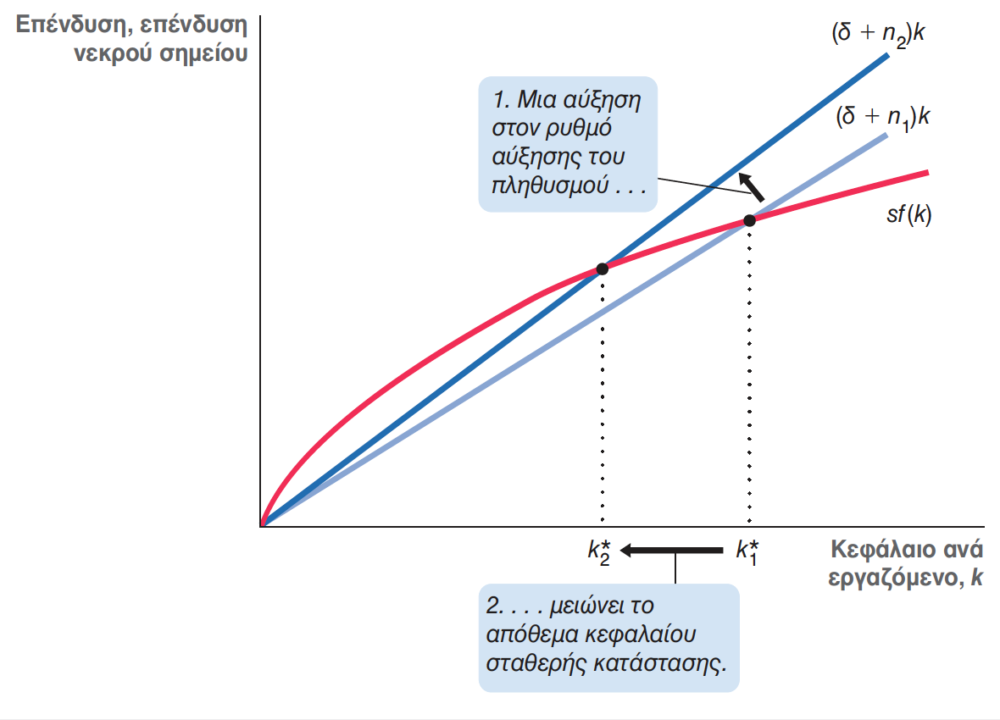 Επένδυση, επένδυση
νεκρού σημείου
(δ + n₂)k
1. Μια αύξηση
στον ρυθμό
αύξησης του
πληθυσμού . . .
(δ + n₁)k
sf(k)
k₂*
k₁*
Κεφάλαιο ανά
εργαζόμενο, k
2. . . . μειώνει το
απόθεμα κεφαλαίου
σταθερής κατάστασης.